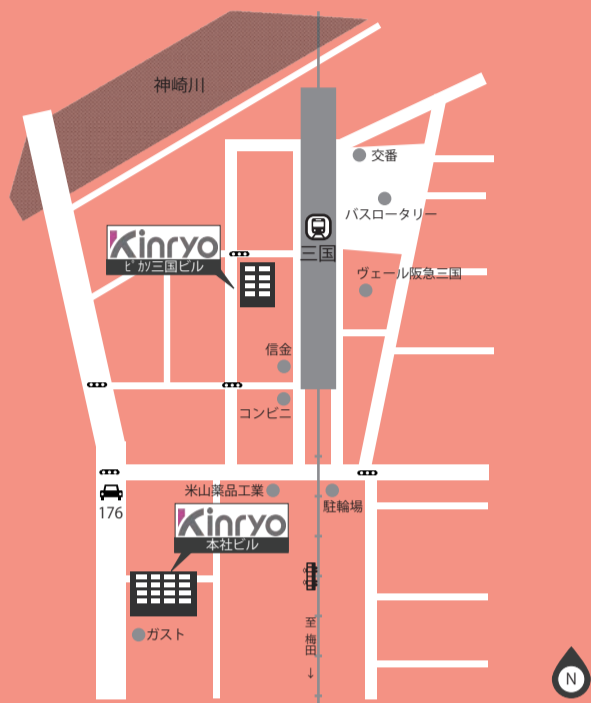 神崎川
交番
バスロータリー
三国
Kinryo
ピカソ三国ビル
ヴェール阪急三国
信金
コンビニ
米山薬品工業
駐輪場
176
Kinryo
本社ビル
ガスト
至 梅田 →
N